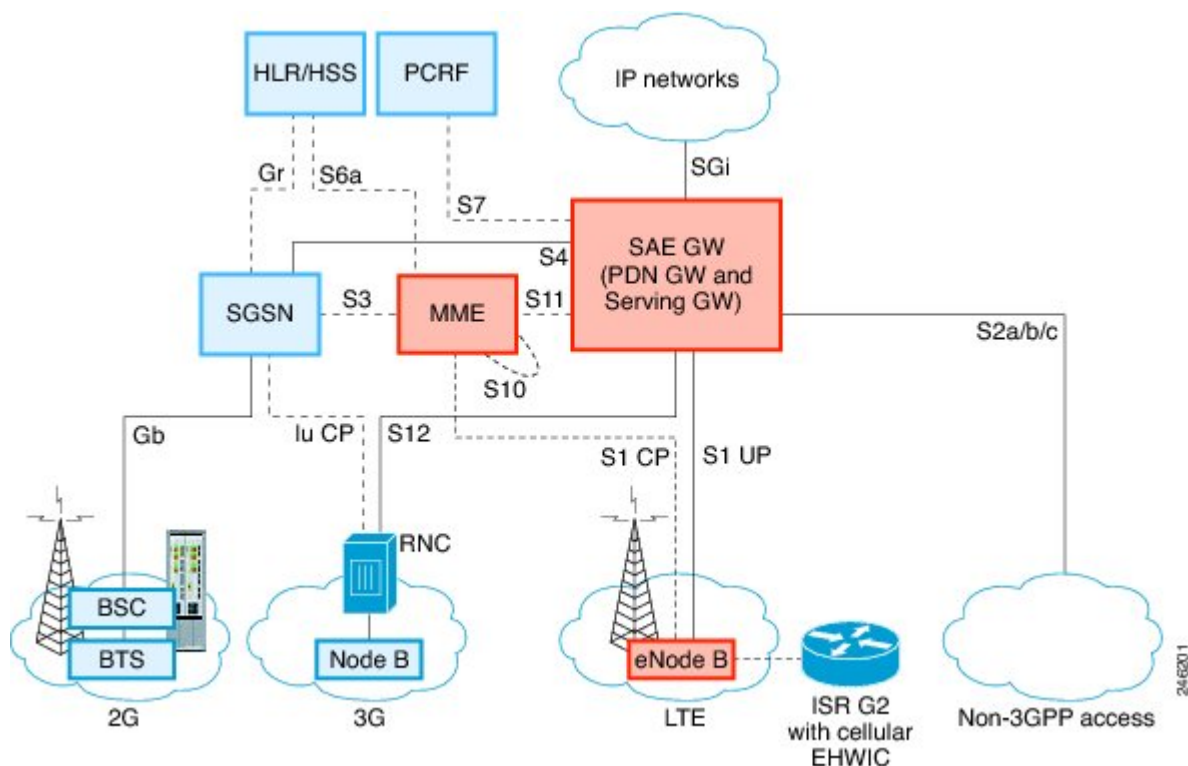 HLR/HSS
PCRF
IP networks
Gr
S6a
S7
SGi
S4
SAE GW
(PDN GW and
Serving GW)
SGSN
S3
MME
S11
S2a/b/c
S10
Gb
Iu CP
S12
S1 CP
S1 UP
RNC
BSC
BTS
Node B
eNode B
2G
3G
LTE
ISR G2
with cellular
EHWIC
Non-3GPP access
246201